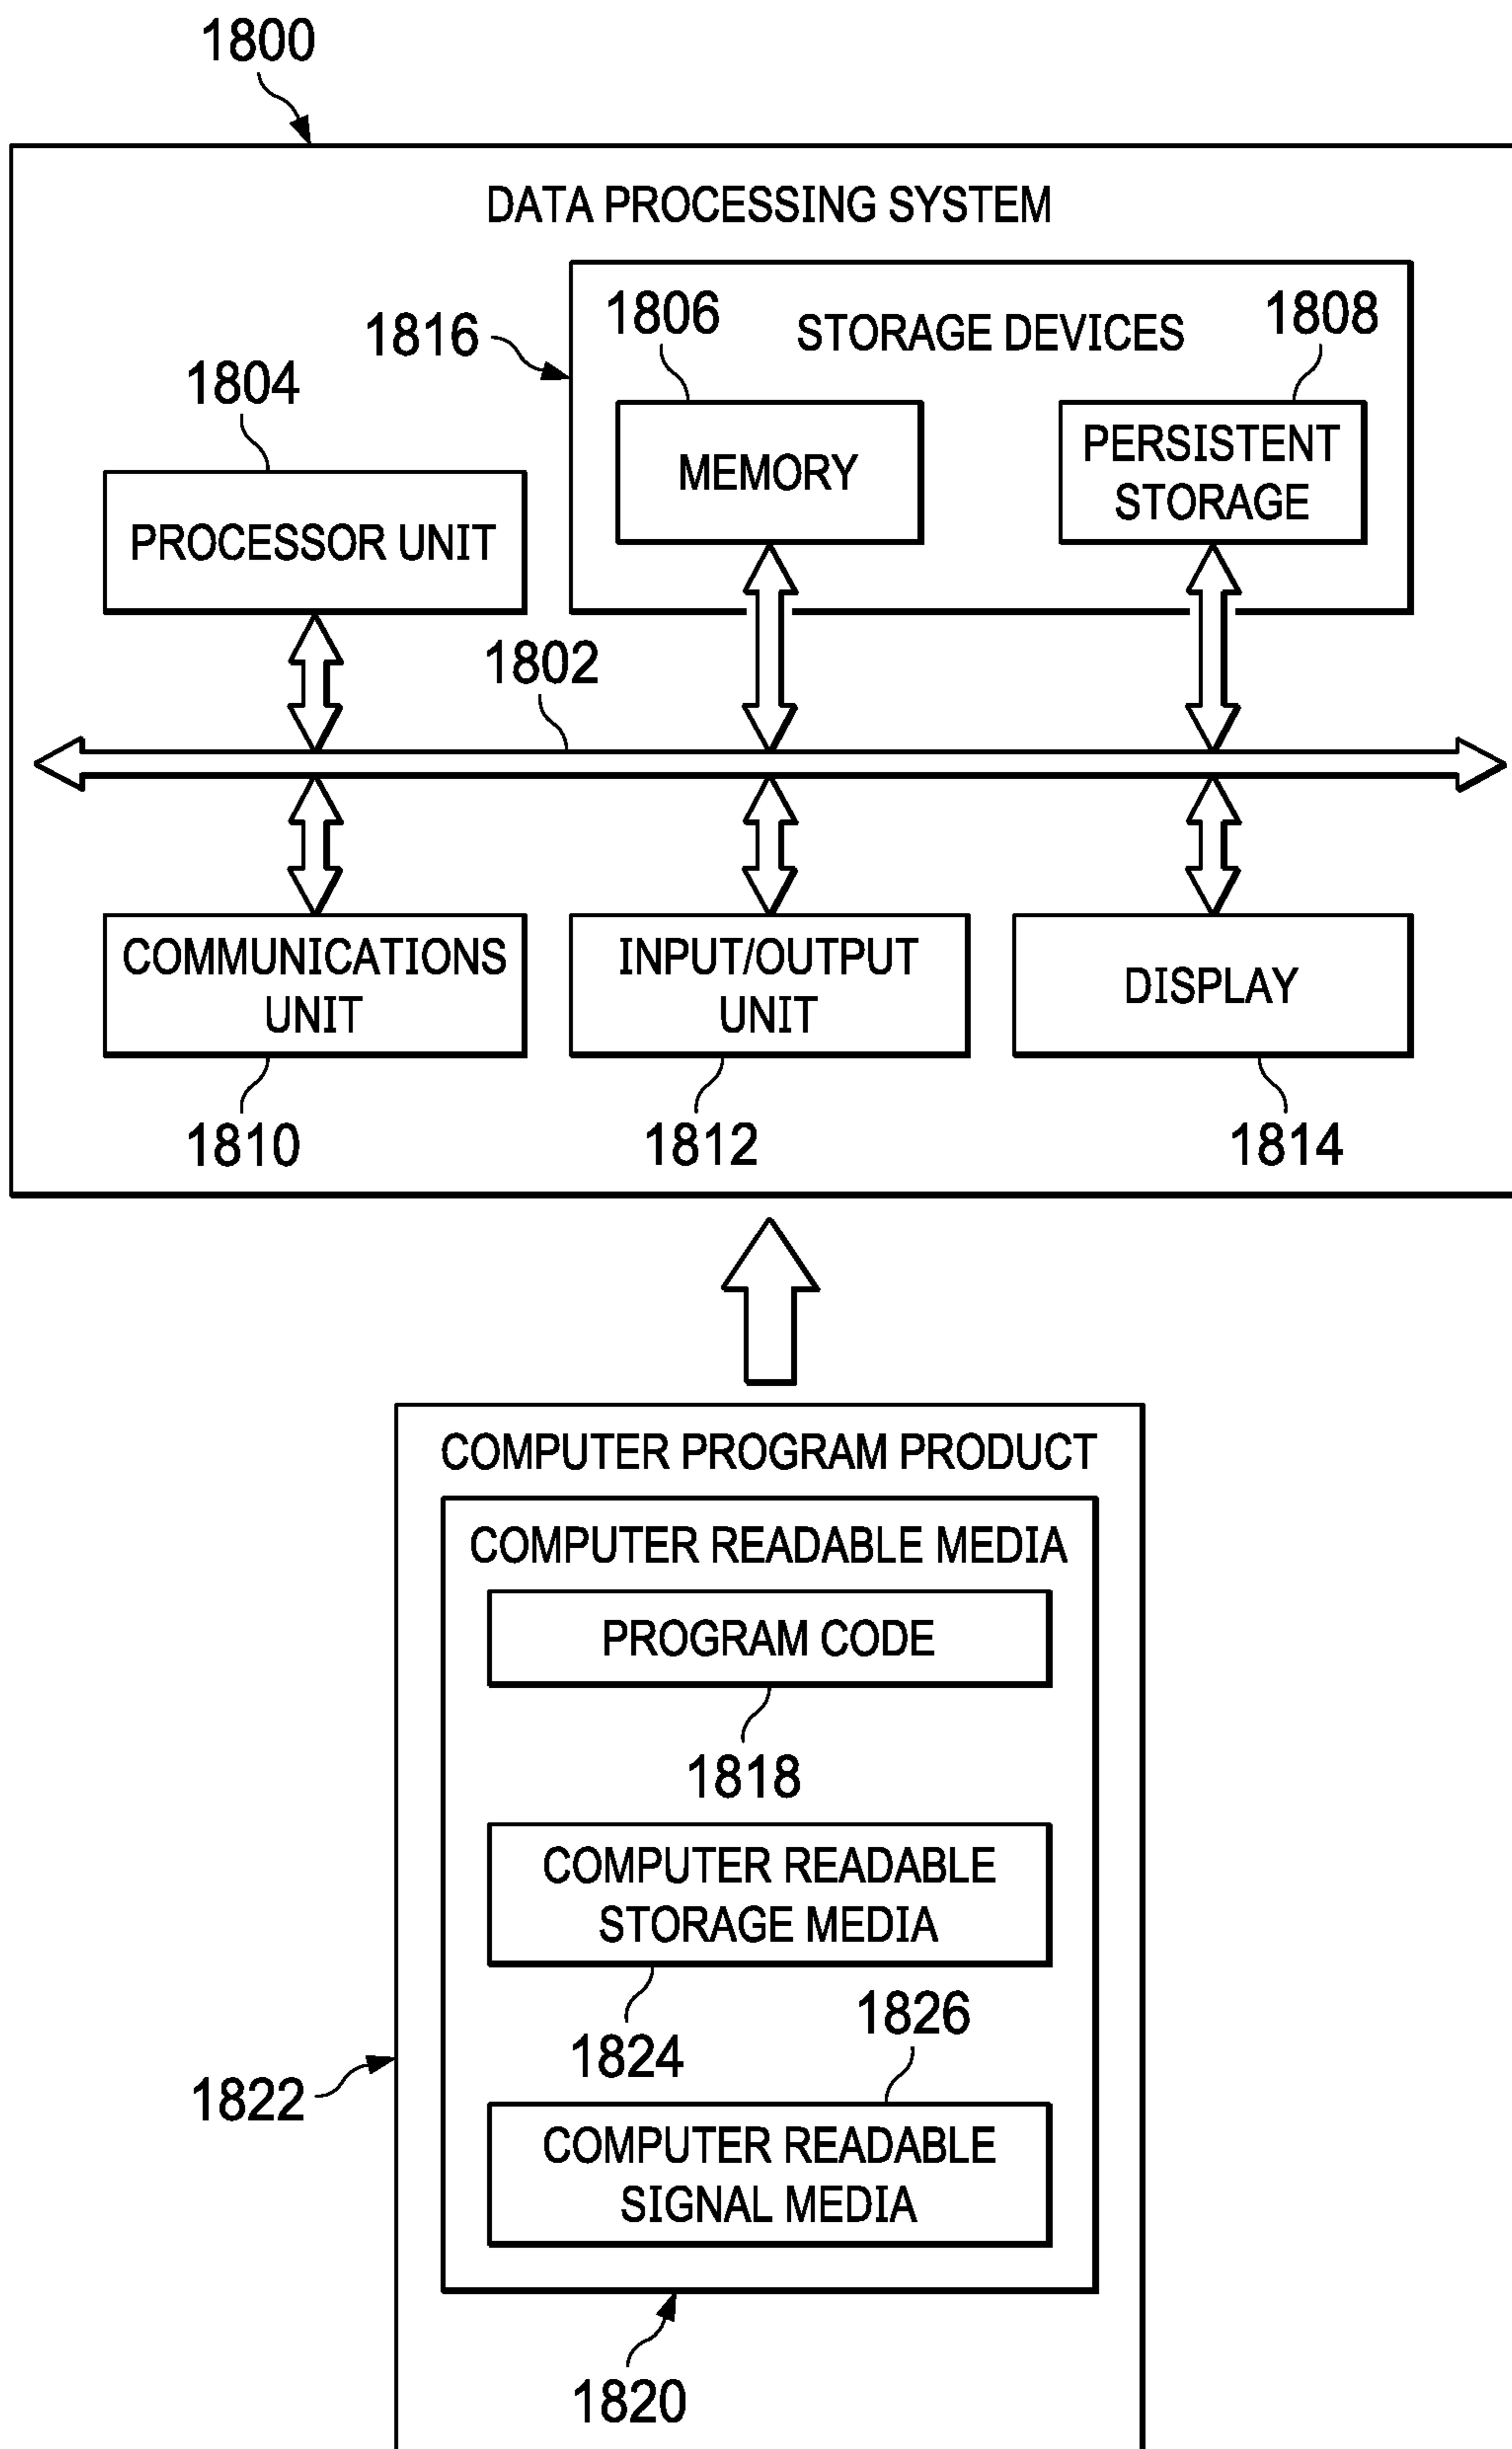 1800
DATA PROCESSING SYSTEM
1816
1806
STORAGE DEVICES
1808
1804
MEMORY
PERSISTENT
STORAGE
PROCESSOR UNIT
1802
COMMUNICATIONS
UNIT
INPUT/OUTPUT
UNIT
DISPLAY
1810
1812
1814
COMPUTER PROGRAM PRODUCT
COMPUTER READABLE MEDIA
PROGRAM CODE
1818
COMPUTER READABLE
STORAGE MEDIA
1824
1826
1822
COMPUTER READABLE
SIGNAL MEDIA
1820